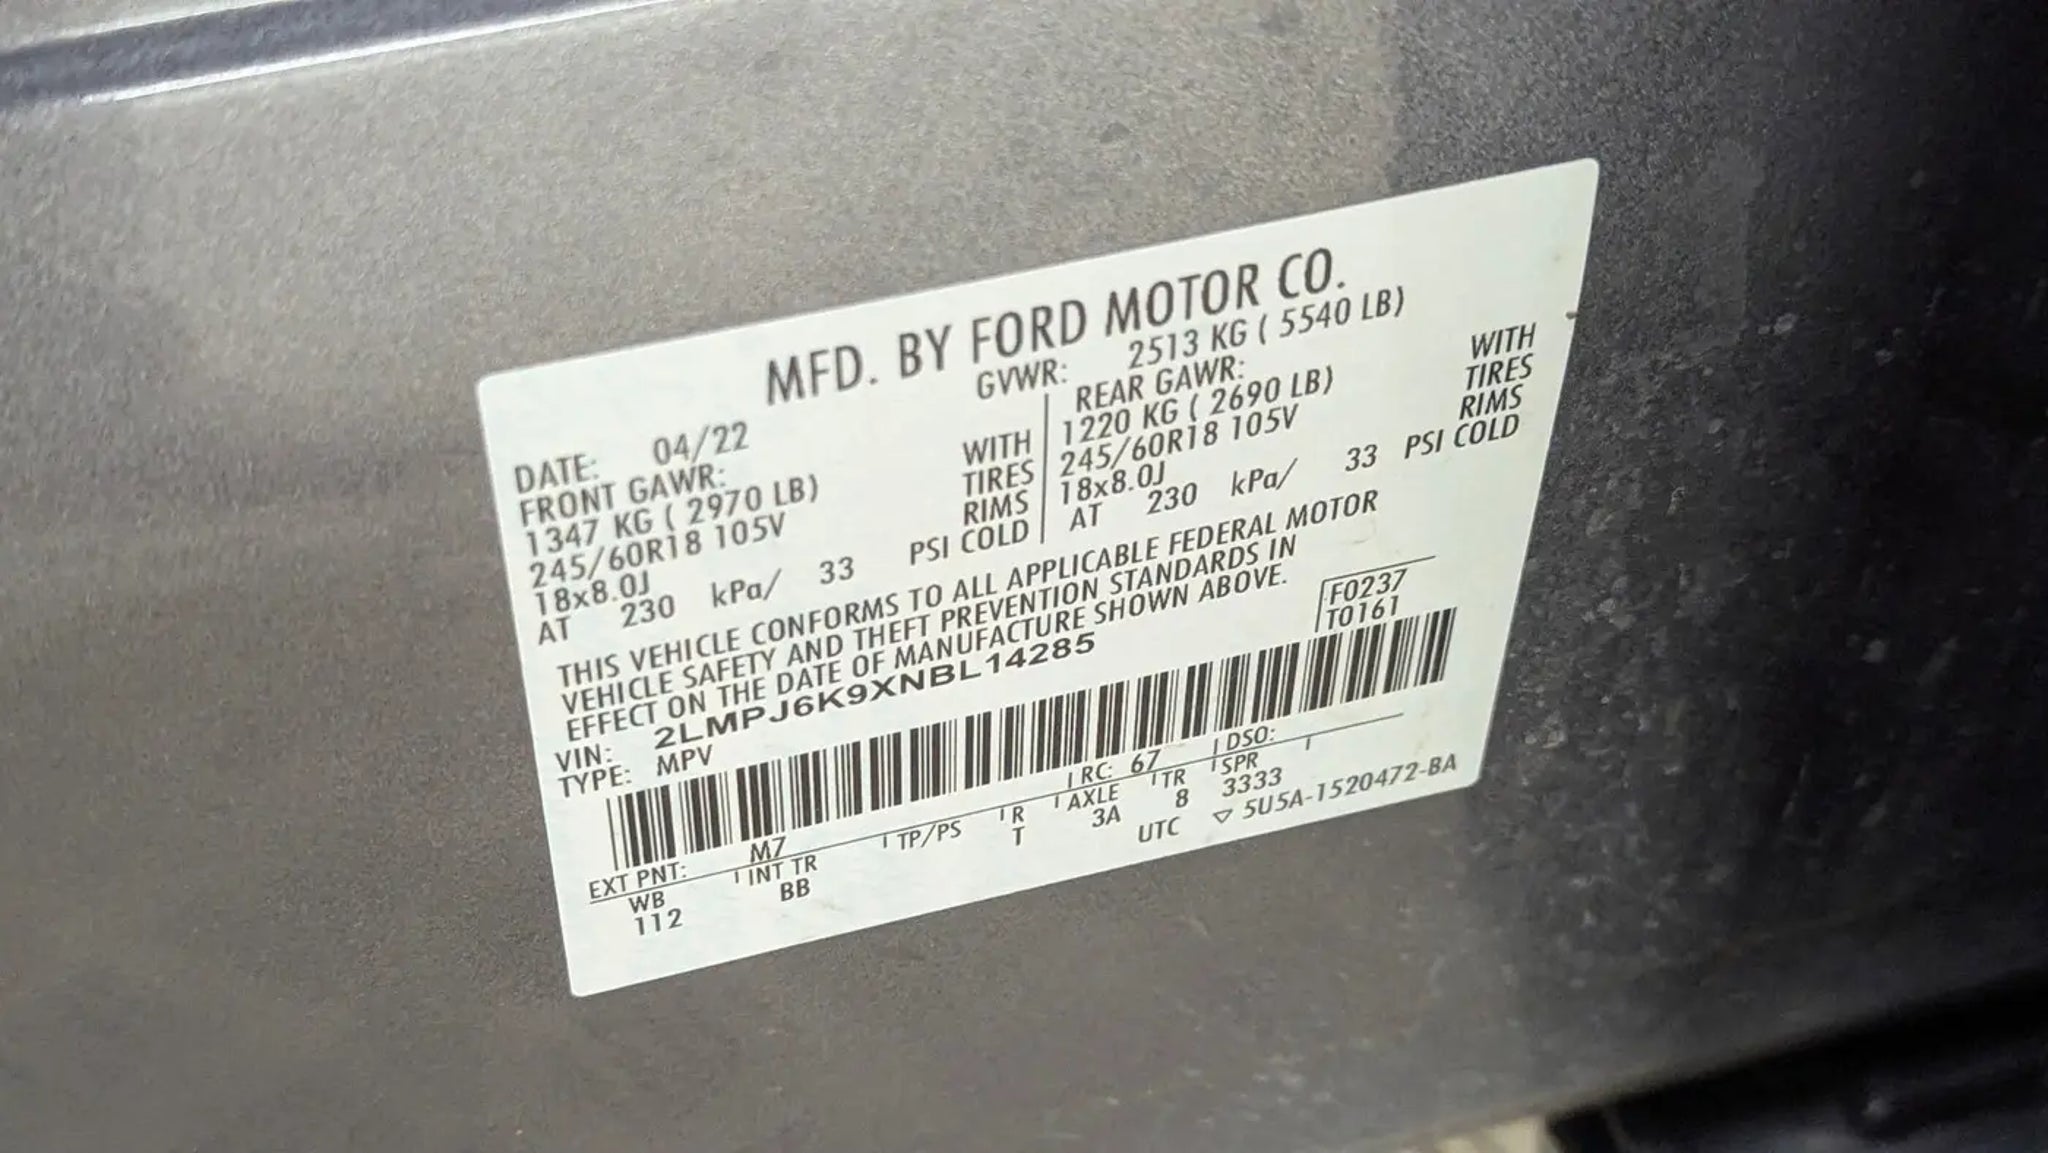 MFD. BY FORD MOTOR CO.
DATE: 04/22 GVWR: 2513 KG ( 5540 LB)
FRONT GAWR: REAR GAWR:
1347 KG ( 2970 LB) WITH 1220 KG ( 2690 LB) WITH
245/60R18 105V TIRES 245/60R18 105V TIRES
18x8.0J RIMS 18x8.0J RIMS
AT 230 kPa/ 33 PSI COLD AT 230 kPa/ 33 PSI COLD
THIS VEHICLE CONFORMS TO ALL APPLICABLE FEDERAL MOTOR
VEHICLE SAFETY AND THEFT PREVENTION STANDARDS IN
EFFECT ON THE DATE OF MANUFACTURE SHOWN ABOVE.
F0237
VIN: 2LMPJ6K9XNBL14285 T0161
TYPE: MPV
EXT PNT: M7 RC: 67 DSO:
WB INT TR TP/PS R AXLE TR SPR
112 BB T 3A 8 3333
UTC ▽ 5U5A-1520472-BA